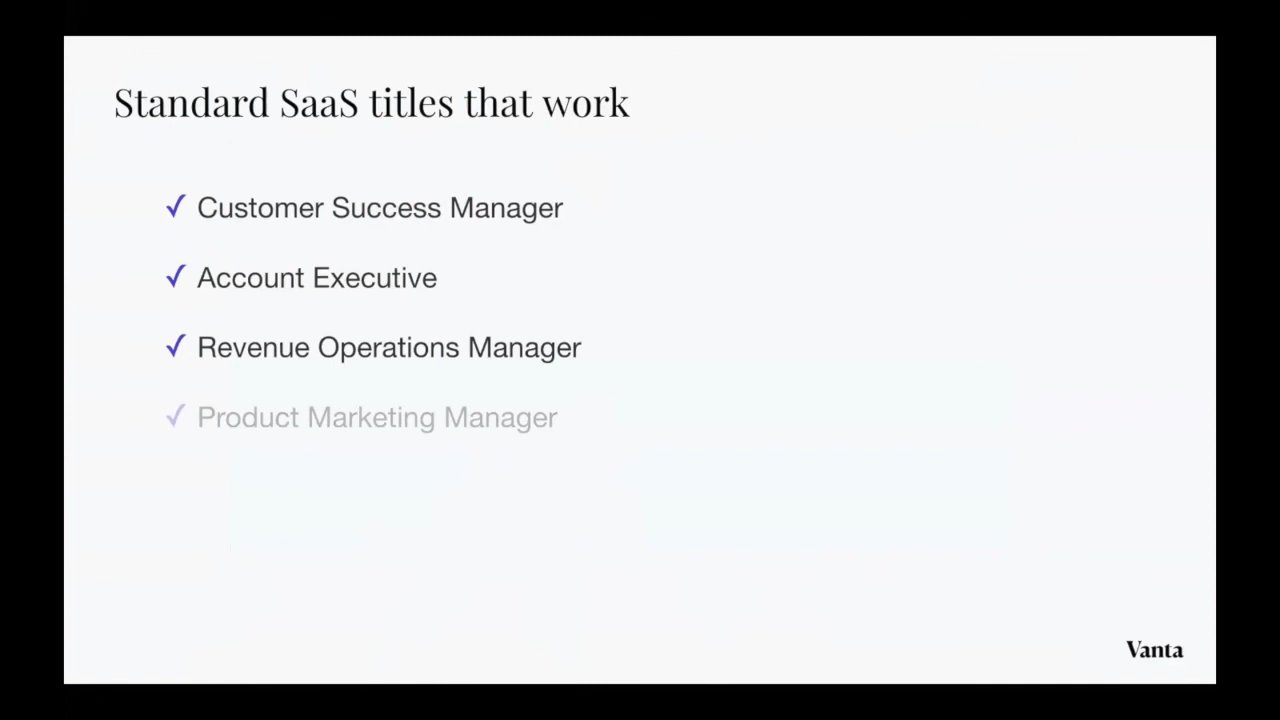 Standard SaaS titles that work
✓ Customer Success Manager
✓ Account Executive
✓ Revenue Operations Manager
✓ Product Marketing Manager
Vanta